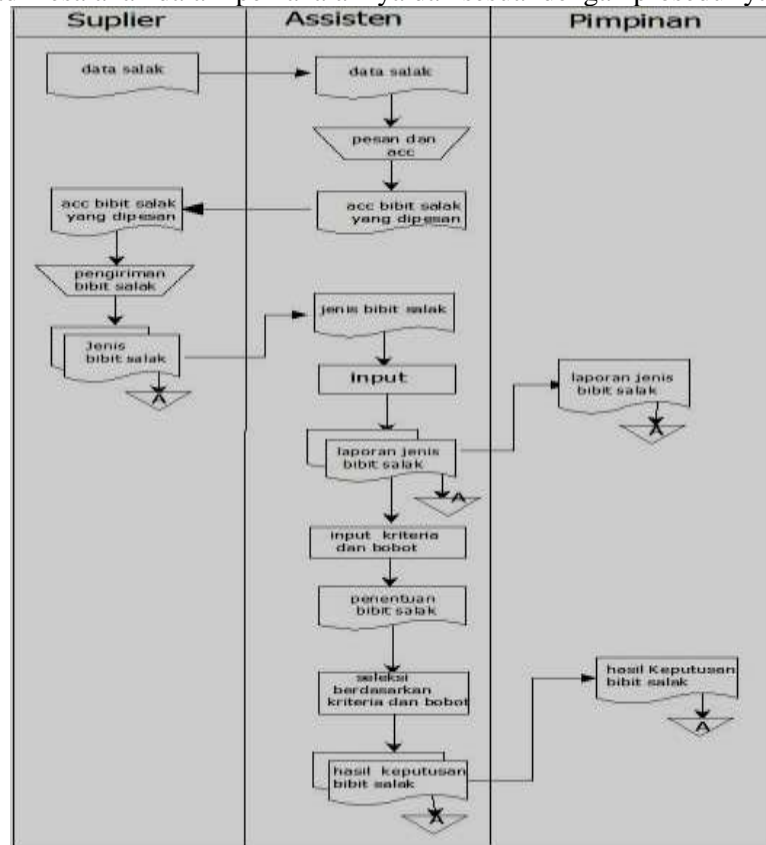 Suplier
Assisten
Pimpinan
data salak
data salak
pesan dan
acc
acc bibit salak
yang dipesan
acc bibit salak
yang dipesan
pengiriman
bibit salak
jenis bibit salak
Jenis
bibit salak
A
input
laporan jenis
bibit salak
A
laporan jenis
bibit salak
A
input kriteria
dan bobot
penentuan
bibit salak
seleksi
berdasarkan
kriteria dan bobot
hasil Keputusan
bibit salak
A
hasil keputusan
bibit salak
A